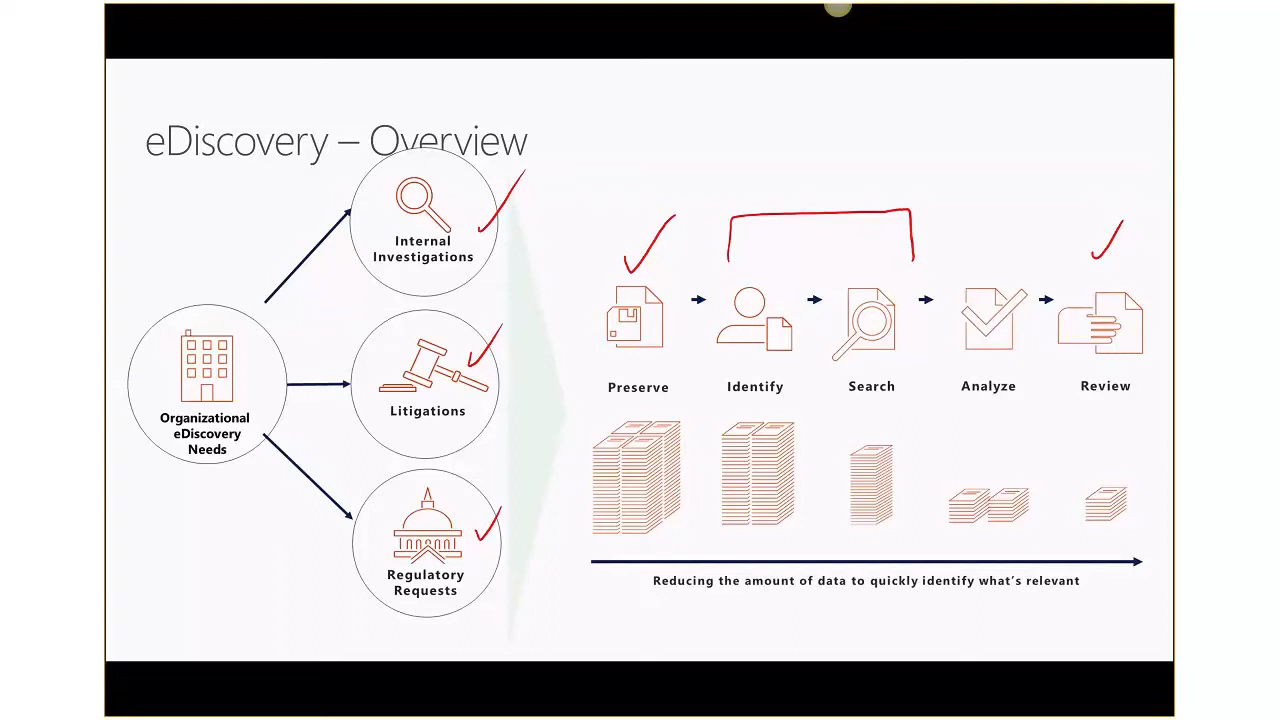 eDiscovery – Overview
Internal
Investigations
Organizational
eDiscovery
Needs
Litigations
Regulatory
Requests
Preserve
Identify
Search
Analyze
Review
Reducing the amount of data to quickly identify what's relevant